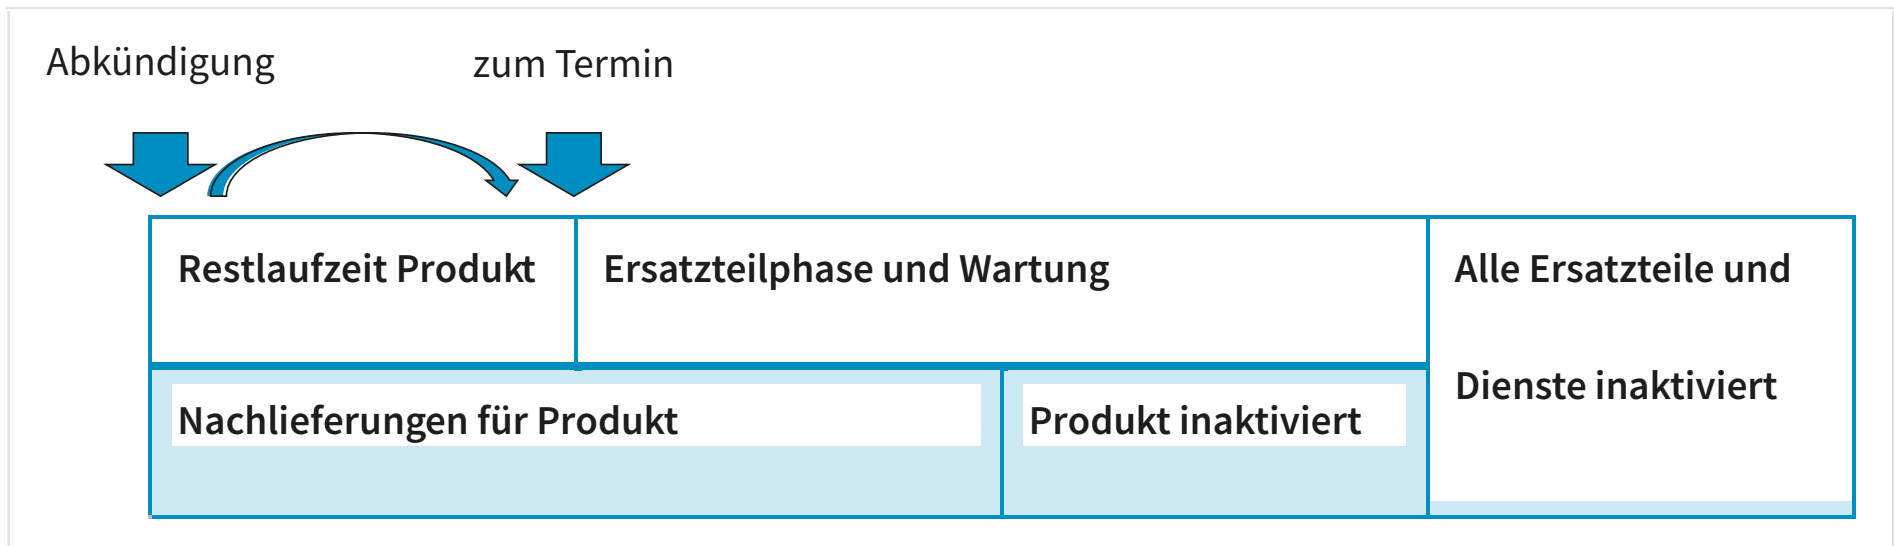 Abkündigung
zum Termin
Restlaufzeit Produkt
Ersatzteilphase und Wartung
Alle Ersatzteile und
Dienste inaktiviert
Nachlieferungen für Produkt
Produkt inaktiviert